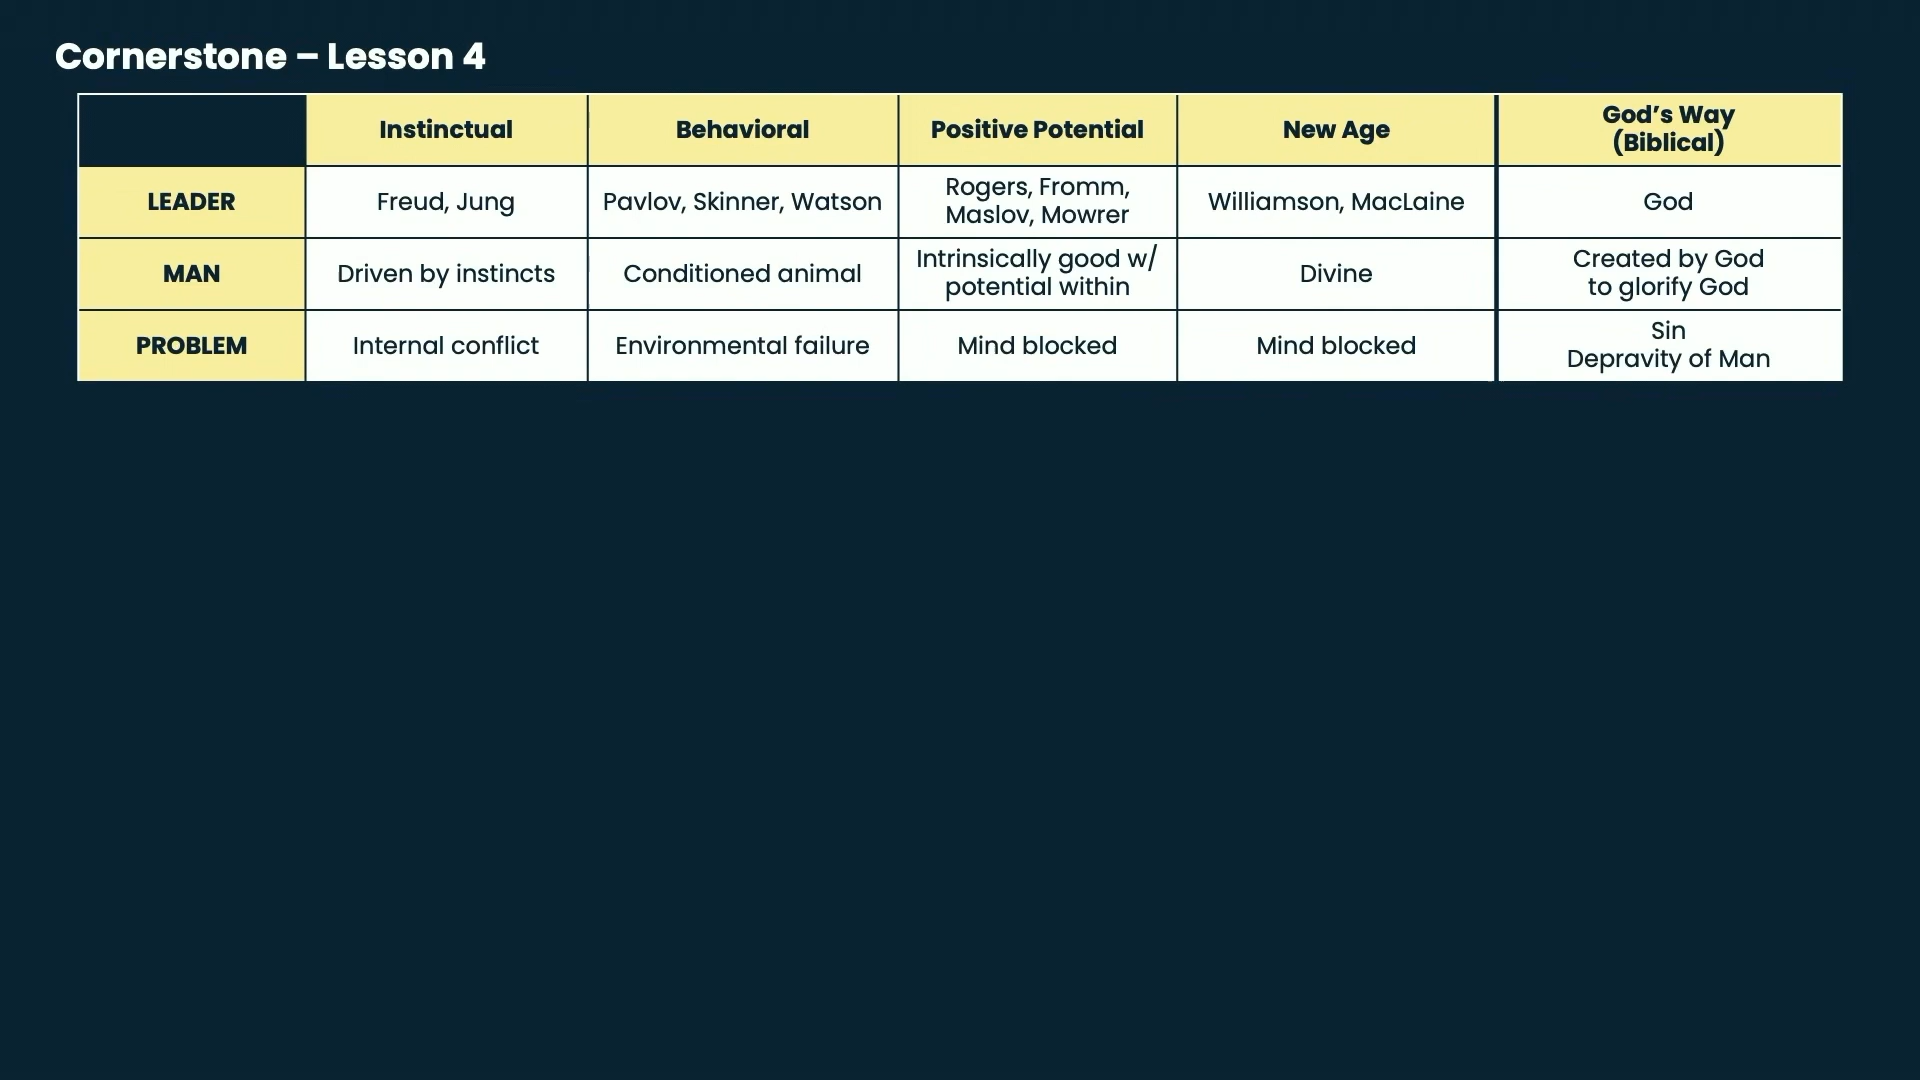 Cornerstone – Lesson 4
Instinctual
Behavioral
Positive Potential
New Age
God's Way
(Biblical)
LEADER
Freud, Jung
Pavlov, Skinner, Watson
Rogers, Fromm,
Maslov, Mowrer
Williamson, MacLaine
God
MAN
Driven by instincts
Conditioned animal
Intrinsically good w/
potential within
Divine
Created by God
to glorify God
PROBLEM
Internal conflict
Environmental failure
Mind blocked
Mind blocked
Sin
Depravity of Man